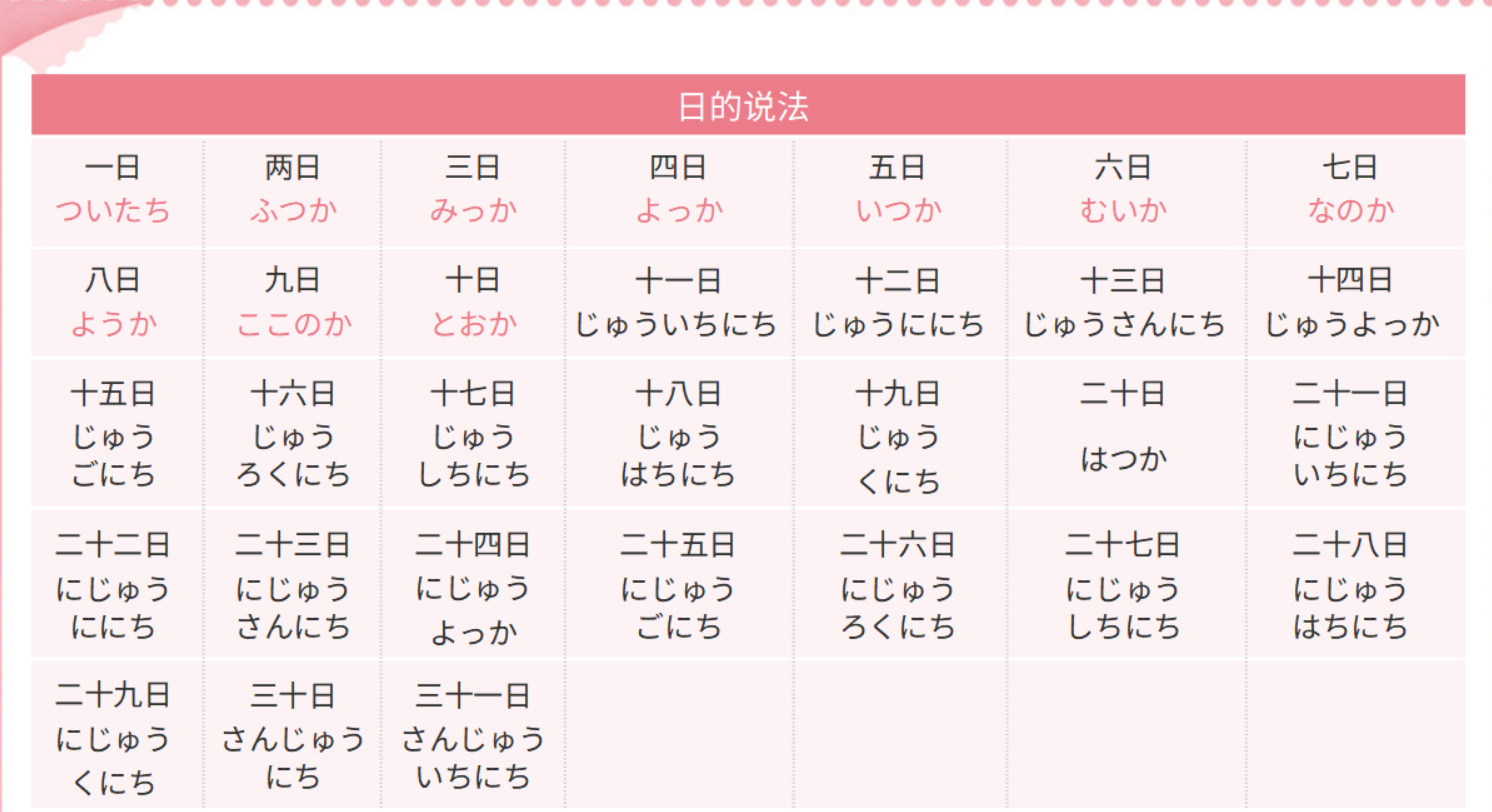 日的说法
一日 两日 三日 四日 五日 六日 七日
ついたち ふつか みっか よっか いつか むいか なのか
八日 九日 十日 十一日 十二日 十三日 十四日
ようか ここのか とおか じゅういちにち じゅうににち じゅうさんにち じゅうよっか
十五日 十六日 十七日 十八日 十九日 二十日 二十一日
じゅう じゅう じゅう じゅう じゅう はつか にじゅう
ごにち ろくにち しちにち はちにち くにち いちにち
二十二日 二十三日 二十四日 二十五日 二十六日 二十七日 二十八日
にじゅう にじゅう にじゅう にじゅう にじゅう にじゅう にじゅう
ににち さんにち よっか ごにち ろくにち しちにち はちにち
二十九日 三十日 三十一日
にじゅう さんじゅう さんじゅう
くにち にち いちにち